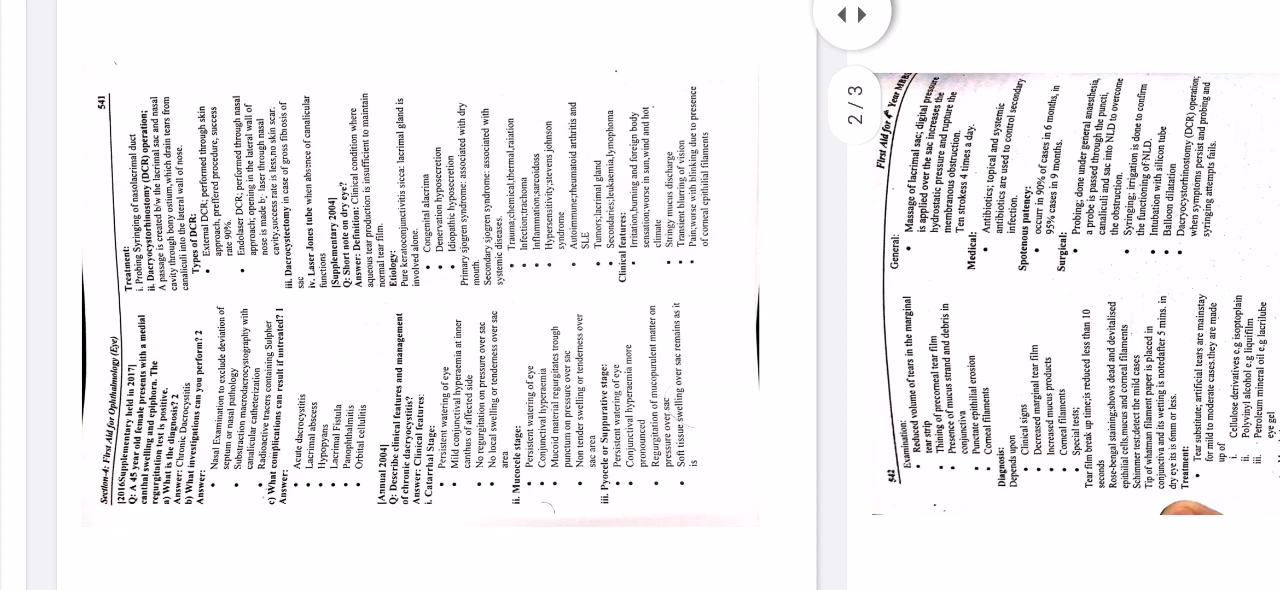 Section-4: First Aid for Ophthalmology (Eye)
541
[2016Supplementary held in 2017]
Q: A 45 year old female presents with a medial
canthal swelling and epiphora. The
regurgitation test is positive.
a) What is the diagnosis? 2
Answer: Chronic Dacrocystitis
b) What investigations can you perform? 2
Answer:
• Nasal Examination to exclude deviation of
septum or nasal pathology
• Subtraction macrodacrocystography with
canalicular catheterization
• Radioactive tracers containing Sulpher
c) What complications can result if untreated? 1
Answer:
• Acute dacrocystitis
• Lacrimal abscess
• Hypopyans
• Lacrimal Fistula
• Panophthalmitis
• Orbital cellulitis
[Annual 2004]
Q: Describe clinical features and management
of chronic dacrocystitis?
Answer: Clinical features:
i. Catarrhal Stage:
• Persistent watering of eye
• Mild conjunctival hyperaemia at inner
canthus of affected side
• No regurgitation on pressure over sac
• No local swelling or tenderness over sac
area
ii. Mucocele stage:
• Persistent watering of eye
• Conjunctival hyperaemia
• Mucoid material regurgitates trough
punctum on pressure over sac
• Non tender swelling or tenderness over
sac area
iii. Pyocele or Suppurative stage:
• Persistent watering of eye
• Conjunctival hyperaemia more
pronounced
• Regurgitation of mucopurulent matter on
pressure over sac
• Soft tissue swelling over sac remains as it
is
Treatment:
i. Probing Syringing of nasolacrimal duct
ii. Dacryocystorhinostomy (DCR) operation;
A passage is created b/w the lacrimal sac and nasal
cavity through bony ostium,which drain tears from
canaliculi into the lateral wall of nose.
Types of DCR:
• External DCR; performed through skin
approach, preferred procedure, success
rate 90%.
• Endolaser DCR; performed through nasal
approach, opening in the lateral wall of
nose is made by; laser through nasal
cavity,success rate is less,no skin scar.
iii. Dacrocystectomy in case of gross fibrosis of
sac
iv. Laser Jones tube when absence of canalicular
functions
[Supplementary 2004]
Q: Short note on dry eye?
Answer: Definition: Clinical condition where
aqueous tear production is insufficient to maintain
normal tear film.
Etiology:
Pure keratoconjunctivitis sicca: lacrimal gland is
involved alone.
• Congenital alacrima
• Denervation hyposecretion
• Idiopathic hyposecretion
Primary sjogren syndrome: associated with dry
mouth.
Secondary sjogren syndrome: associated with
systemic diseases.
• Trauma;chemical,thermal,raiation
• Infection;trachoma
• Inflammation;sarcoidoss
• Hypersensitivity;stevens johnson
syndrome
• Autoimmune;rheumatoid arthritis and
SLE
• Tumors;lacrimal gland
• Secondaries;leukaemia,lymophoma
Clinical features:
• Irritation,burning and foreign body
sensation;worse in sun,wind and hot
climate
• Stringy mucus discharge
• Transient blurring of vision
• Pain;worse with blinking due to presence
of corneal epithilial filaments
2 / 3
542
First Aid for 4th Year MBBS
Examination:
• Reduced volume of tears in the marginal
tear strip
• Thining of precorneal tear film
• Presence of mucus strand and debris in
conjunctiva
• Punctate epithilial erosion
• Corneal filaments
Diagnosis:
Depends upon
• Clinical signs
• Decreased marginal tear film
• Increased mucus products
• Corneal filaments
• Special tests;
Tear film break up time;is reduced less than 10
seconds
Rose-bengal staining;shows dead and devitalised
epithilial cells,mucus and corneal filaments
Schimmer test;detect the mild cases
Tip of whatman filament paper is placed in
conjunctiva and its wetting is notedafter 5 mins. in
dry eye its is 6mm or less.
Treatment:
• Tear substitute; artificial tears are mainstay
for mild to moderate cases.they are made
up of
i. Cellulose derivatives e.g isoptoplain
ii. Polyvinyl alcohol e.g liquifilm
iii. Petroleum mineral oil e.g lacrilube
eye gel
General:
• Massage of lacrimal sac; digital pressure
is applied over the sac increases the
hydrostatic pressure and rupture the
membranous obstruction.
Ten strokess 4 times a day.
Medical:
• Antibiotics; topical and systemic
antibiotics are used to control secondary
infection.
Spotenous patency:
• occurr in 90% of cases in 6 months, in
95% cases in 9 months.
Surgical:
• Probing; done under general anaesthesia,
a probe is passed through the puncti,
canaliculi and sac into NLD to overcome
the obstruction.
• Syringing; irrigation is done to confirm
the functioning of NLD.
• Intubation with silicon tube
• Balloon dilatation
• Dacryocystorhinostomy (DCR) operation;
when symptoms persist and probing and
syringing attempts fails.